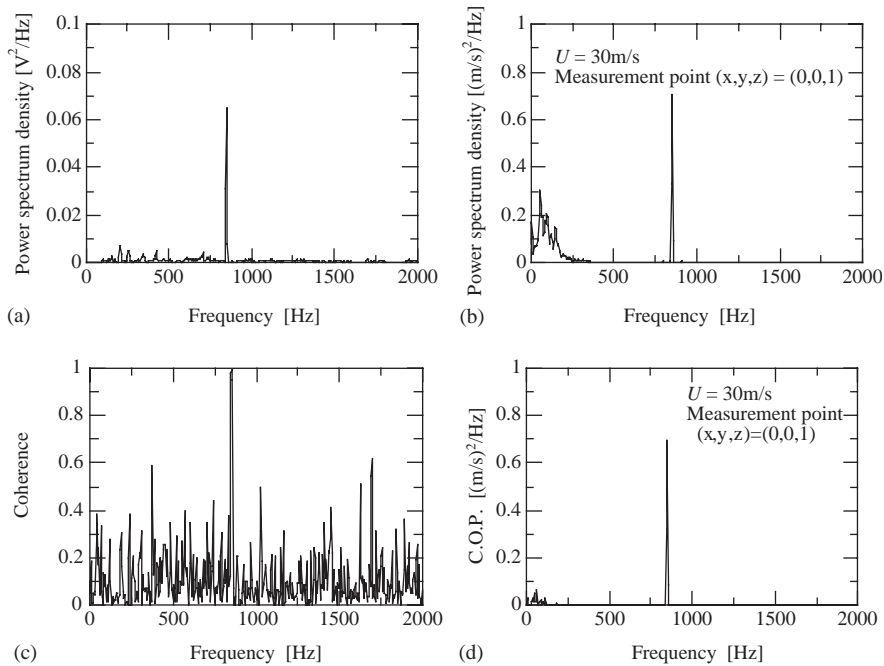 0.1
0.08
0.06
0.04
0.02
0
Power spectrum density [V²/Hz]
0 500 1000 1500 2000
(a) Frequency [Hz]
1
0.8
0.6
0.4
0.2
0
Power spectrum density [(m/s)²/Hz]
U = 30m/s
Measurement point (x,y,z) = (0,0,1)
0 500 1000 1500 2000
(b) Frequency [Hz]
1
0.8
0.6
0.4
0.2
0
Coherence
0 500 1000 1500 2000
(c) Frequency [Hz]
1
0.8
0.6
0.4
0.2
0
C.O.P. [(m/s)²/Hz]
U = 30m/s
Measurement point
(x,y,z)=(0,0,1)
0 500 1000 1500 2000
(d) Frequency [Hz]